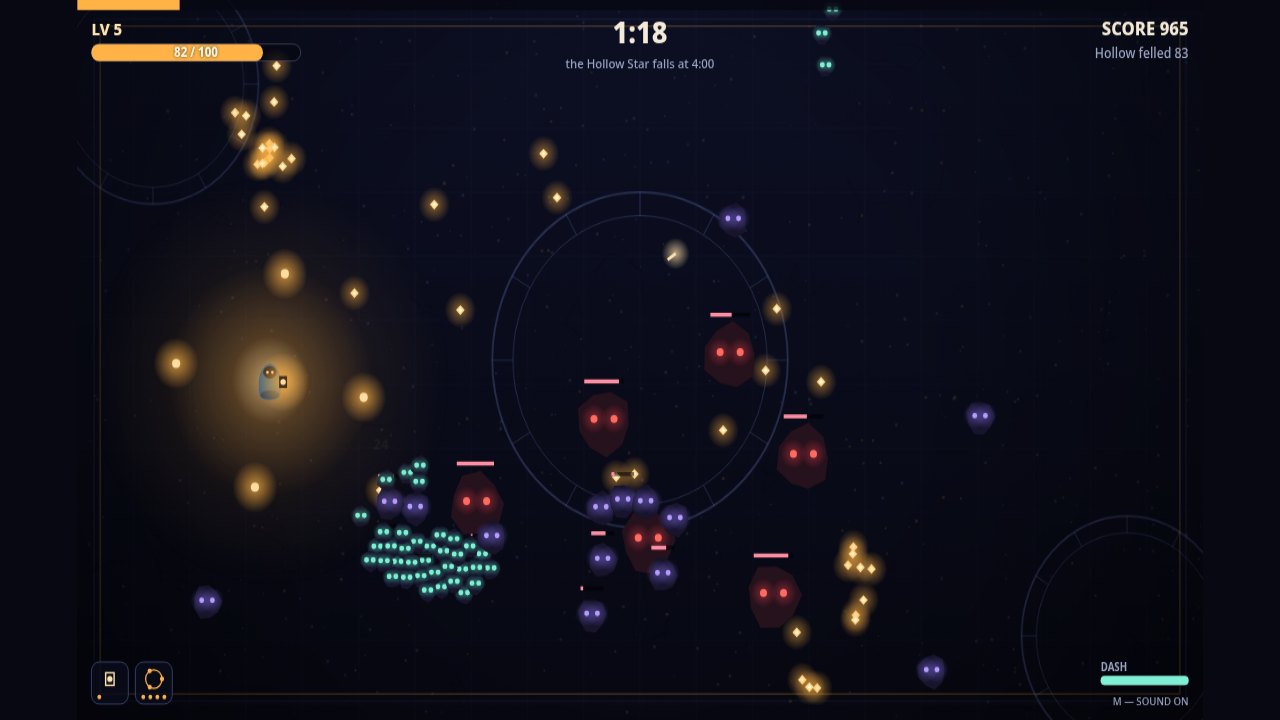 LV 5
82 / 100
1:18
the Hollow Star falls at 4:00
SCORE 965
Hollow felled 83
24
DASH
M — SOUND ON